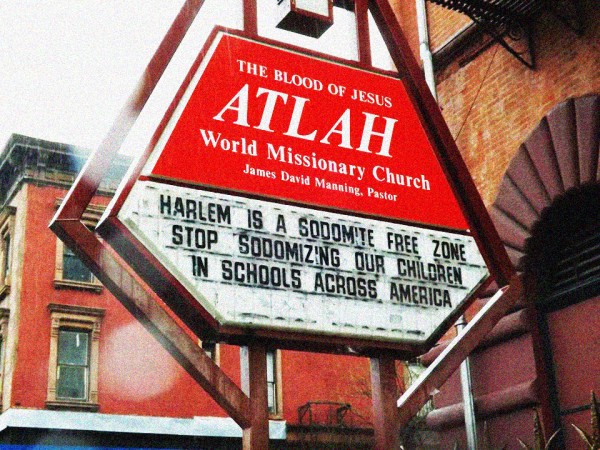 THE BLOOD OF JESUS
ATLAH
World Missionary Church
James David Manning, Pastor
HARLEM IS A SODOMITE FREE ZONE
STOP SODOMIZING OUR CHILDREN
IN SCHOOLS ACROSS AMERICA